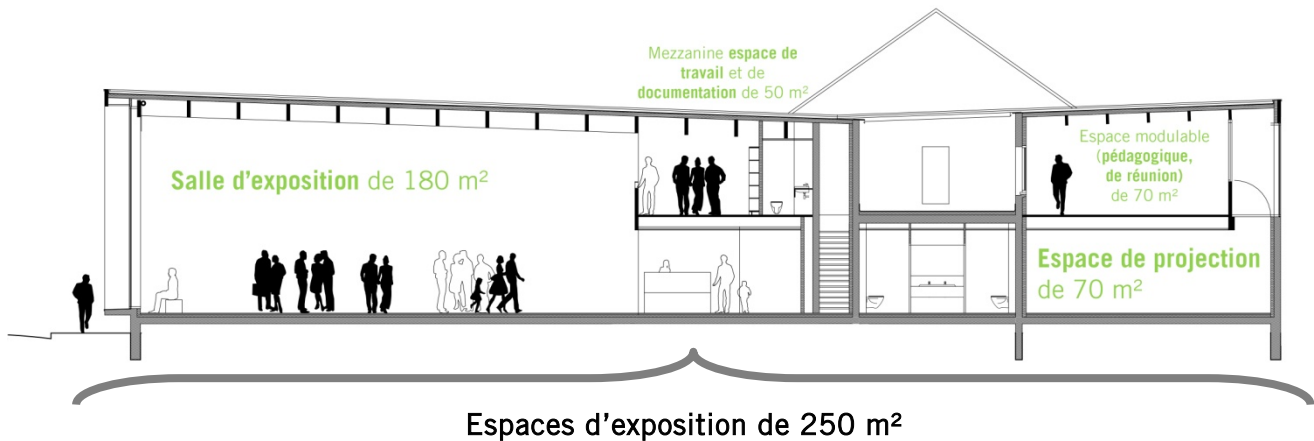 Mezzanine espace de
travail et de
documentation de 50 m²
Salle d'exposition de 180 m²
Espace modulable
(pédagogique,
de réunion)
de 70 m²
Espace de projection
de 70 m²
Espaces d'exposition de 250 m²